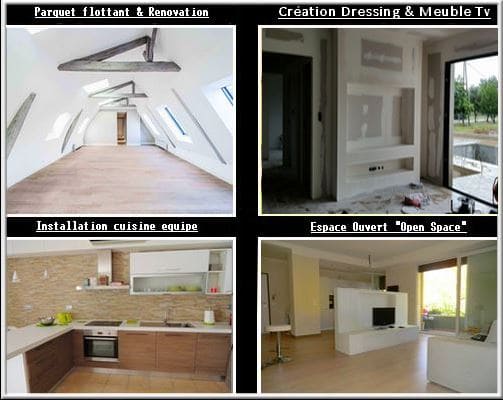 Parquet flottant & Renovation
Création Dressing & Meuble Tv
Installation cuisine equipe
Espace Ouvert "Open Space"